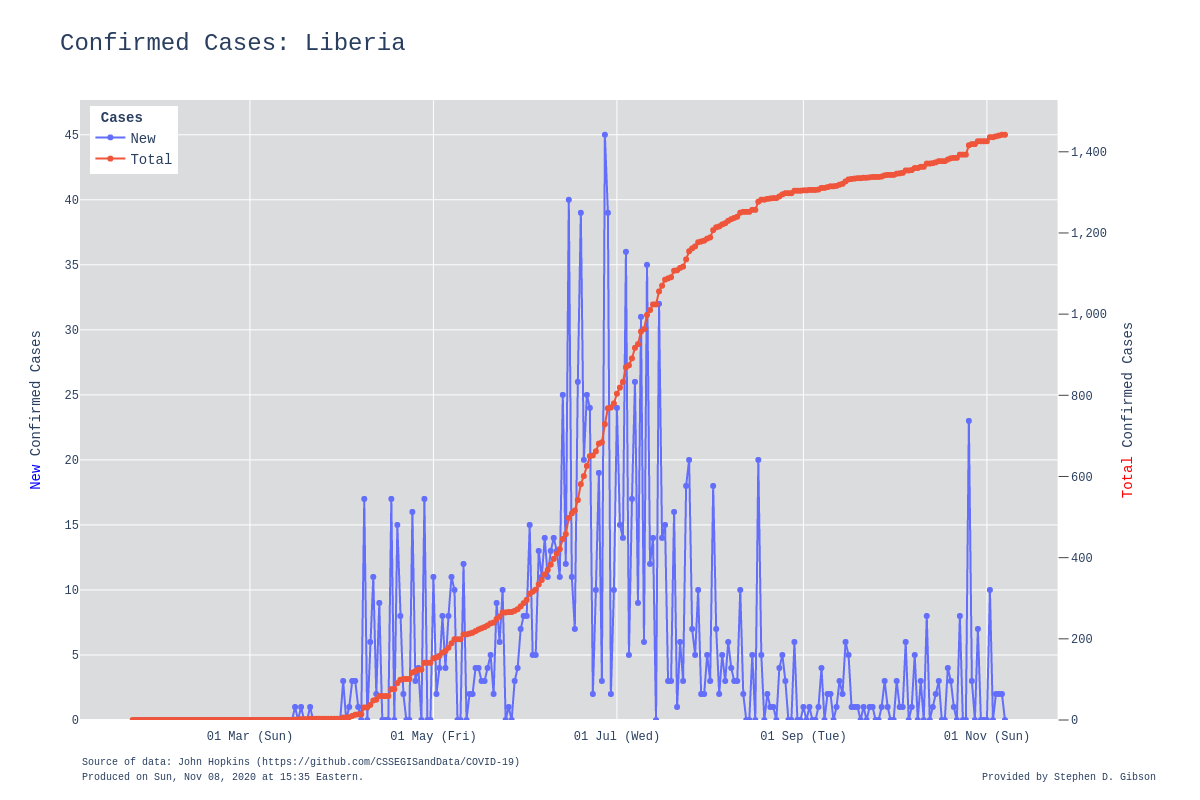 Confirmed Cases: Liberia
Cases
New
Total
45
40
35
30
25
20
15
10
5
0
1,400
1,200
1,000
800
600
400
200
0
New Confirmed Cases
Total Confirmed Cases
01 Mar (Sun) 01 May (Fri) 01 Jul (Wed) 01 Sep (Tue) 01 Nov (Sun)
Source of data: John Hopkins (https://github.com/CSSEGISandData/COVID-19)
Produced on Sun, Nov 08, 2020 at 15:35 Eastern.
Provided by Stephen D. Gibson